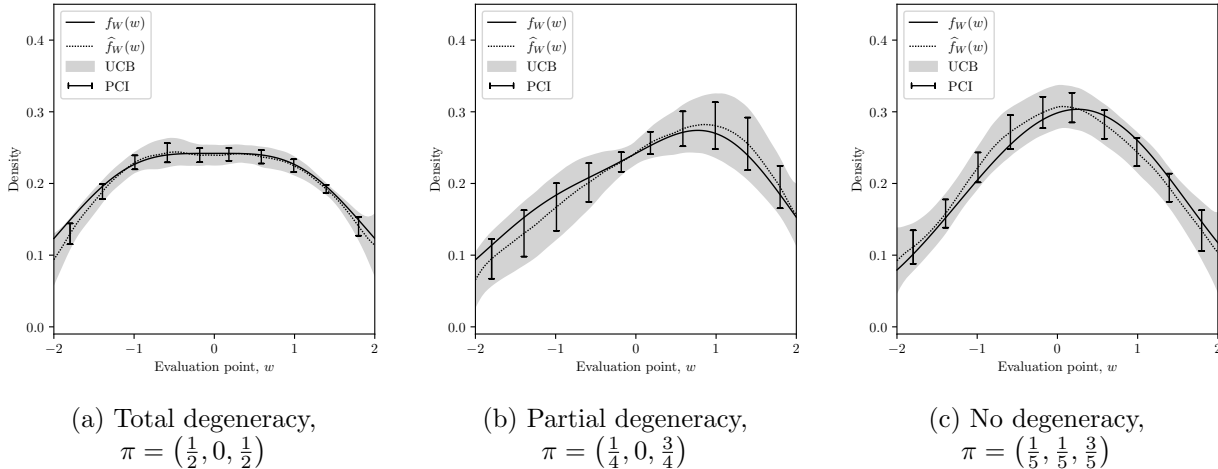 f_W(w)
f̂_W(w)
UCB
PCI
Density
0.4
0.3
0.2
0.1
0.0
−2 −1 0 1 2
Evaluation point, w
(a) Total degeneracy,
π = (1/2, 0, 1/2)
f_W(w)
f̂_W(w)
UCB
PCI
Density
0.4
0.3
0.2
0.1
0.0
−2 −1 0 1 2
Evaluation point, w
(b) Partial degeneracy,
π = (1/4, 0, 3/4)
f_W(w)
f̂_W(w)
UCB
PCI
Density
0.4
0.3
0.2
0.1
0.0
−2 −1 0 1 2
Evaluation point, w
(c) No degeneracy,
π = (1/5, 1/5, 3/5)